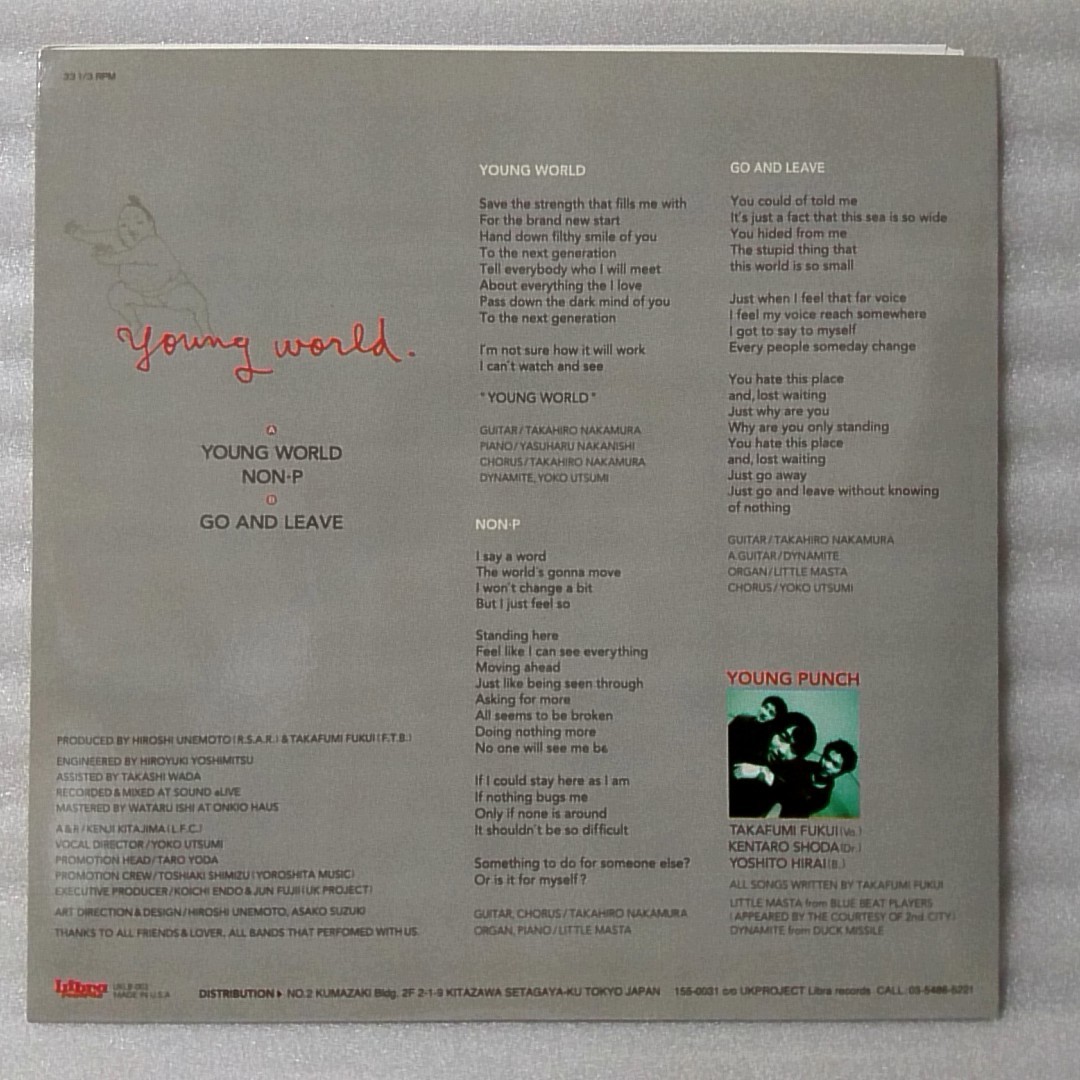 33 1/3 RPM
Young world.
A
YOUNG WORLD
NON·P
B
GO AND LEAVE
PRODUCED BY HIROSHI UNEMOTO (R.S.A.R.) & TAKAFUMI FUKUI (F.T.B.)
ENGINEERED BY HIROYUKI YOSHIMITSU
ASSISTED BY TAKASHI WADA
RECORDED & MIXED AT SOUND aLIVE
MASTERED BY WATARU ISHI AT ONKIO HAUS
A & R / KENJI KITAJIMA (L.F.C.)
VOCAL DIRECTOR / YOKO UTSUMI
PROMOTION HEAD / TARO YODA
PROMOTION CREW / TOSHIAKI SHIMIZU (YOROSHITA MUSIC)
EXECUTIVE PRODUCER / KOICHI ENDO & JUN FUJII (UK PROJECT)
ART DIRECTION & DESIGN / HIROSHI UNEMOTO, ASAKO SUZUKI
THANKS TO ALL FRIENDS & LOVER, ALL BANDS THAT PERFOMED WITH US.
YOUNG WORLD
Save the strength that fills me with
For the brand new start
Hand down filthy smile of you
To the next generation
Tell everybody who I will meet
About everything the I love
Pass down the dark mind of you
To the next generation
I'm not sure how it will work
I can't watch and see
"YOUNG WORLD"
GUITAR / TAKAHIRO NAKAMURA
PIANO / YASUHARU NAKANISHI
CHORUS / TAKAHIRO NAKAMURA
DYNAMITE, YOKO UTSUMI
NON·P
I say a word
The world's gonna move
I won't change a bit
But I just feel so
Standing here
Feel like I can see everything
Moving ahead
Just like being seen through
Asking for more
All seems to be broken
Doing nothing more
No one will see me be
If I could stay here as I am
If nothing bugs me
Only if none is around
It shouldn't be so difficult
Something to do for someone else?
Or is it for myself?
GUITAR, CHORUS / TAKAHIRO NAKAMURA
ORGAN, PIANO / LITTLE MASTA
GO AND LEAVE
You could of told me
It's just a fact that this sea is so wide
You hided from me
The stupid thing that
this world is so small
Just when I feel that far voice
I feel my voice reach somewhere
I got to say to myself
Every people someday change
You hate this place
and, lost waiting
Just why are you
Why are you only standing
You hate this place
and, lost waiting
Just go away
Just go and leave without knowing
of nothing
GUITAR / TAKAHIRO NAKAMURA
A.GUITAR / DYNAMITE
ORGAN / LITTLE MASTA
CHORUS / YOKO UTSUMI
YOUNG PUNCH
TAKAFUMI FUKUI (Vo.)
KENTARO SHODA (Dr.)
YOSHITO HIRAI (B.)
ALL SONGS WRITTEN BY TAKAFUMI FUKUI
LITTLE MASTA from BLUE BEAT PLAYERS
(APPEARED BY THE COURTESY OF 2nd CITY)
DYNAMITE from DUCK MISSILE
Libra
MADE IN U.S.A
DISTRIBUTION ▶ NO.2 KUMAZAKI Bldg. 2F 2-1-9 KITAZAWA SETAGAYA-KU TOKYO JAPAN 155-0031 c/o UKPROJECT Libra records CALL: 03-5486-5221